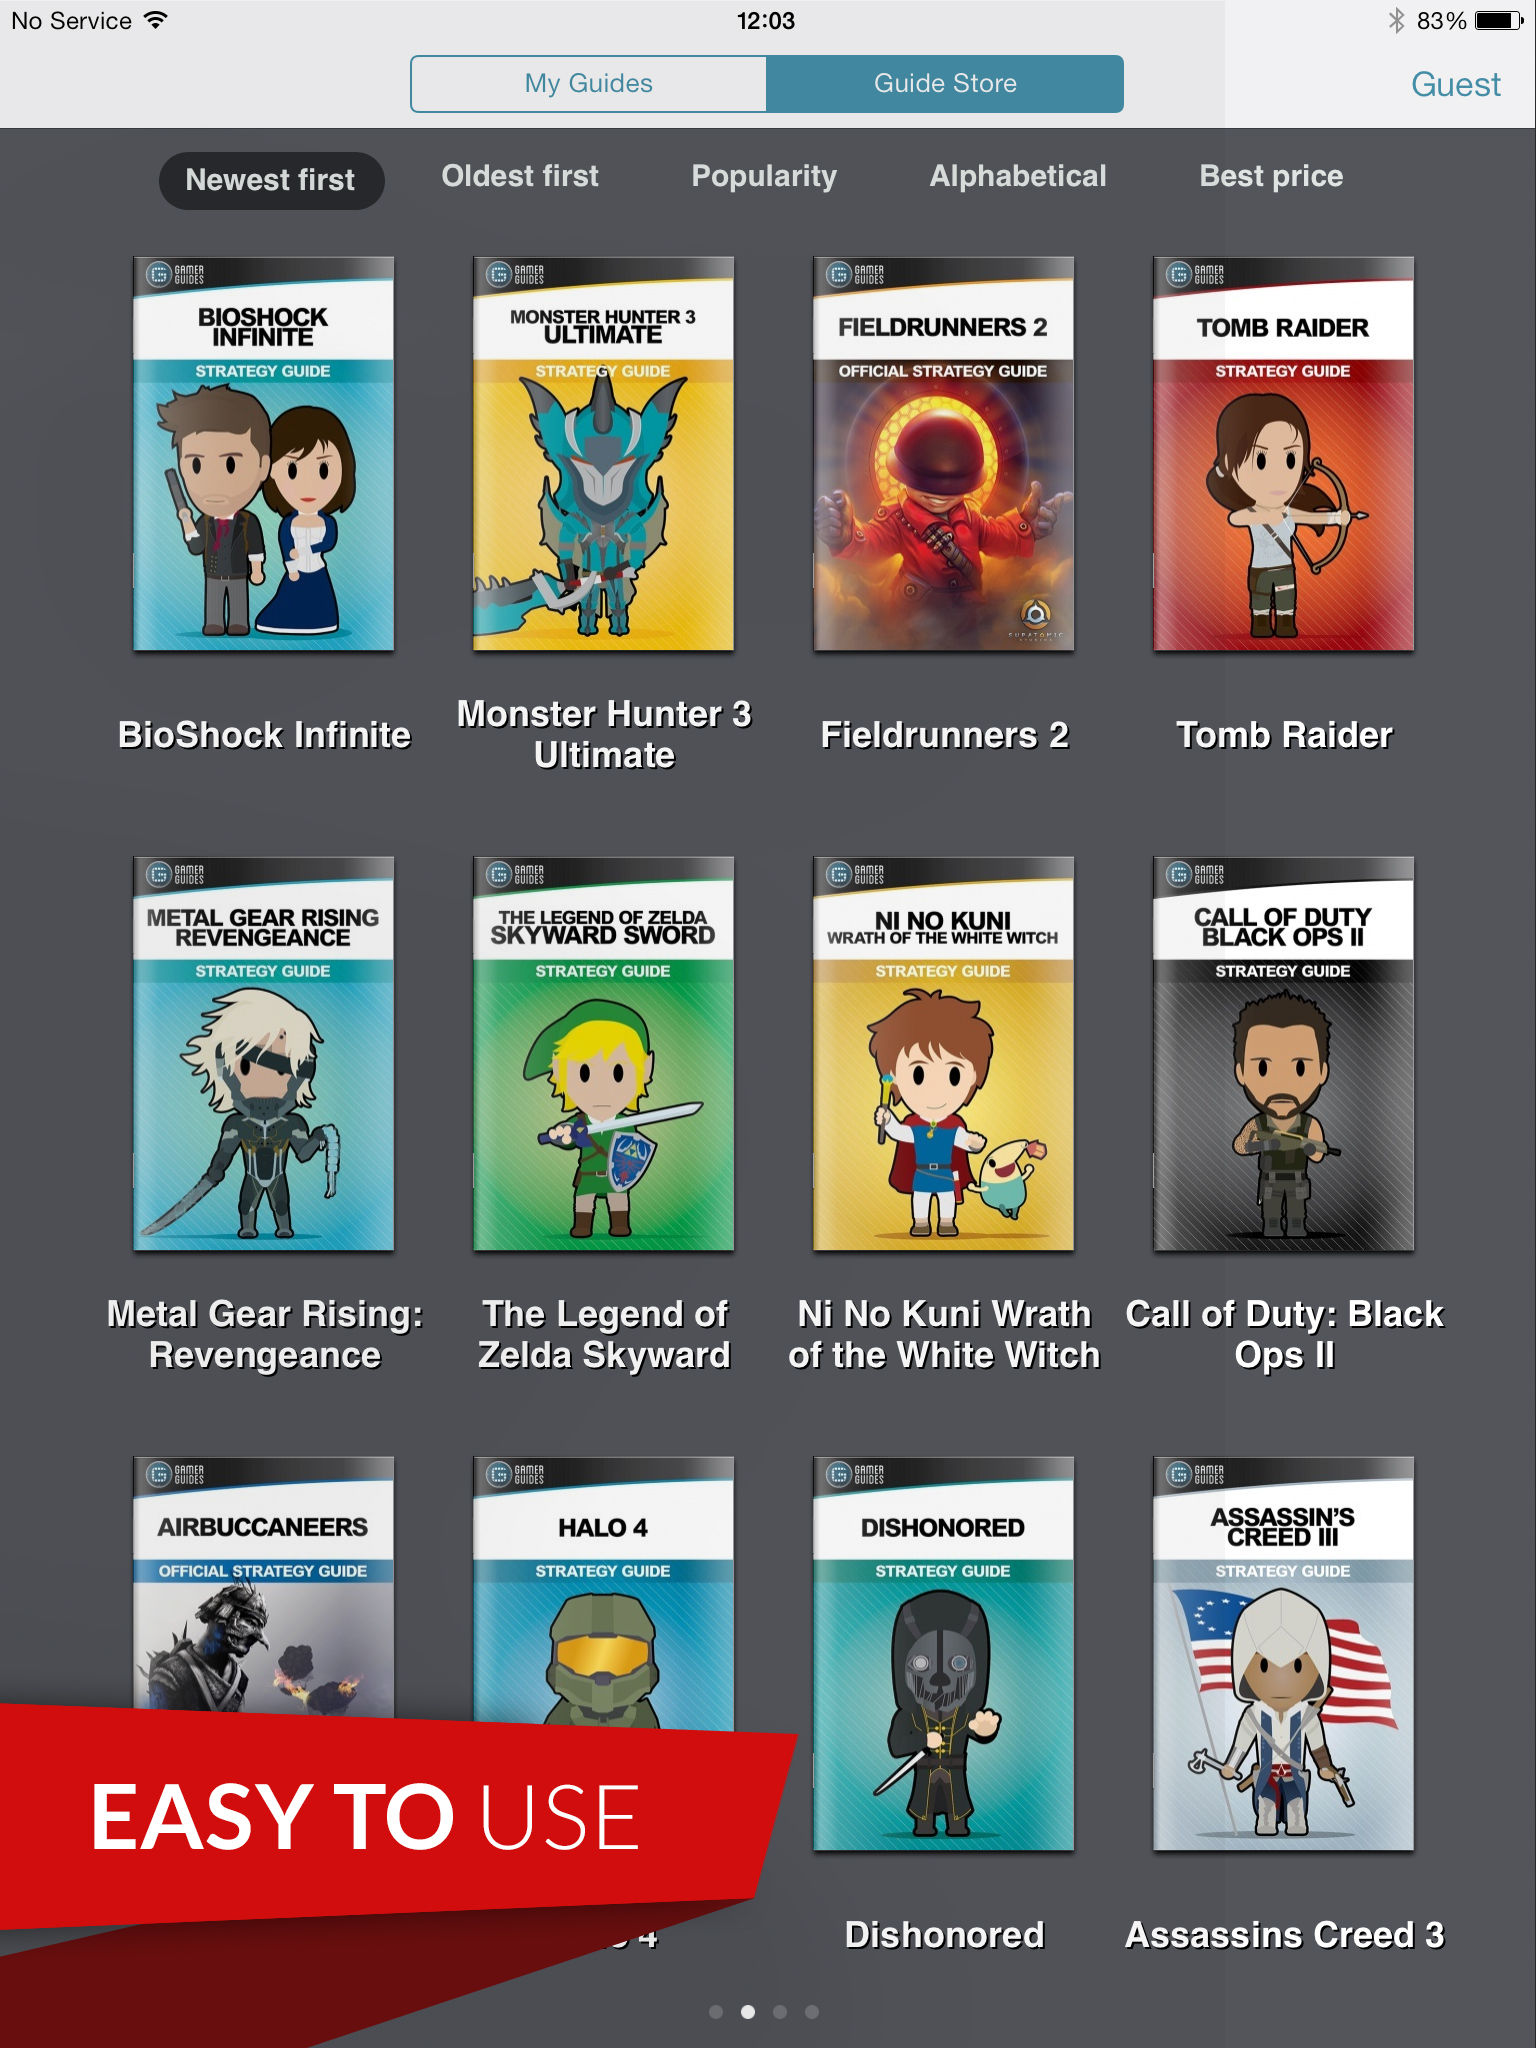 No Service
12:03
83%
My Guides
Guide Store
Guest
Newest first
Oldest first
Popularity
Alphabetical
Best price
GAMER
GUIDES
BIOSHOCK
INFINITE
STRATEGY GUIDE
GAMER
GUIDES
MONSTER HUNTER 3
ULTIMATE
STRATEGY GUIDE
GAMER
GUIDES
FIELDRUNNERS 2
OFFICIAL STRATEGY GUIDE
SUPATOMIC
STUDIOS
GAMER
GUIDES
TOMB RAIDER
STRATEGY GUIDE
BioShock Infinite
Monster Hunter 3
Ultimate
Fieldrunners 2
Tomb Raider
GAMER
GUIDES
METAL GEAR RISING
REVENGEANCE
STRATEGY GUIDE
GAMER
GUIDES
THE LEGEND OF ZELDA
SKYWARD SWORD
STRATEGY GUIDE
GAMER
GUIDES
NI NO KUNI
WRATH OF THE WHITE WITCH
STRATEGY GUIDE
GAMER
GUIDES
CALL OF DUTY
BLACK OPS II
STRATEGY GUIDE
Metal Gear Rising:
Revengeance
The Legend of
Zelda Skyward
Ni No Kuni Wrath
of the White Witch
Call of Duty: Black
Ops II
GAMER
GUIDES
AIRBUCCANEERS
OFFICIAL STRATEGY GUIDE
GAMER
GUIDES
HALO 4
STRATEGY GUIDE
GAMER
GUIDES
DISHONORED
STRATEGY GUIDE
GAMER
GUIDES
ASSASSIN'S
CREED III
STRATEGY GUIDE
EASY TO USE
4
Dishonored
Assassins Creed 3